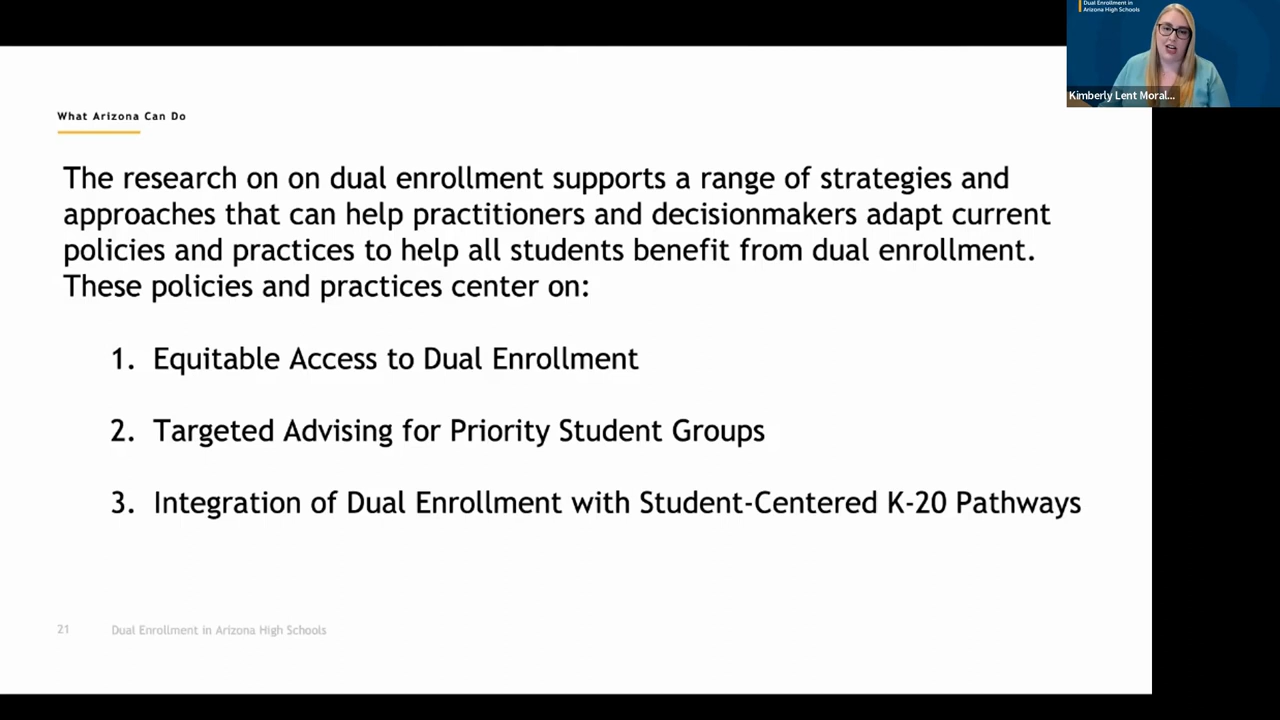 Dual Enrollment in
Arizona High Schools
Kimberly Lent Moral...
What Arizona Can Do
The research on on dual enrollment supports a range of strategies and
approaches that can help practitioners and decisionmakers adapt current
policies and practices to help all students benefit from dual enrollment.
These policies and practices center on:
1. Equitable Access to Dual Enrollment
2. Targeted Advising for Priority Student Groups
3. Integration of Dual Enrollment with Student-Centered K-20 Pathways
21 Dual Enrollment in Arizona High Schools